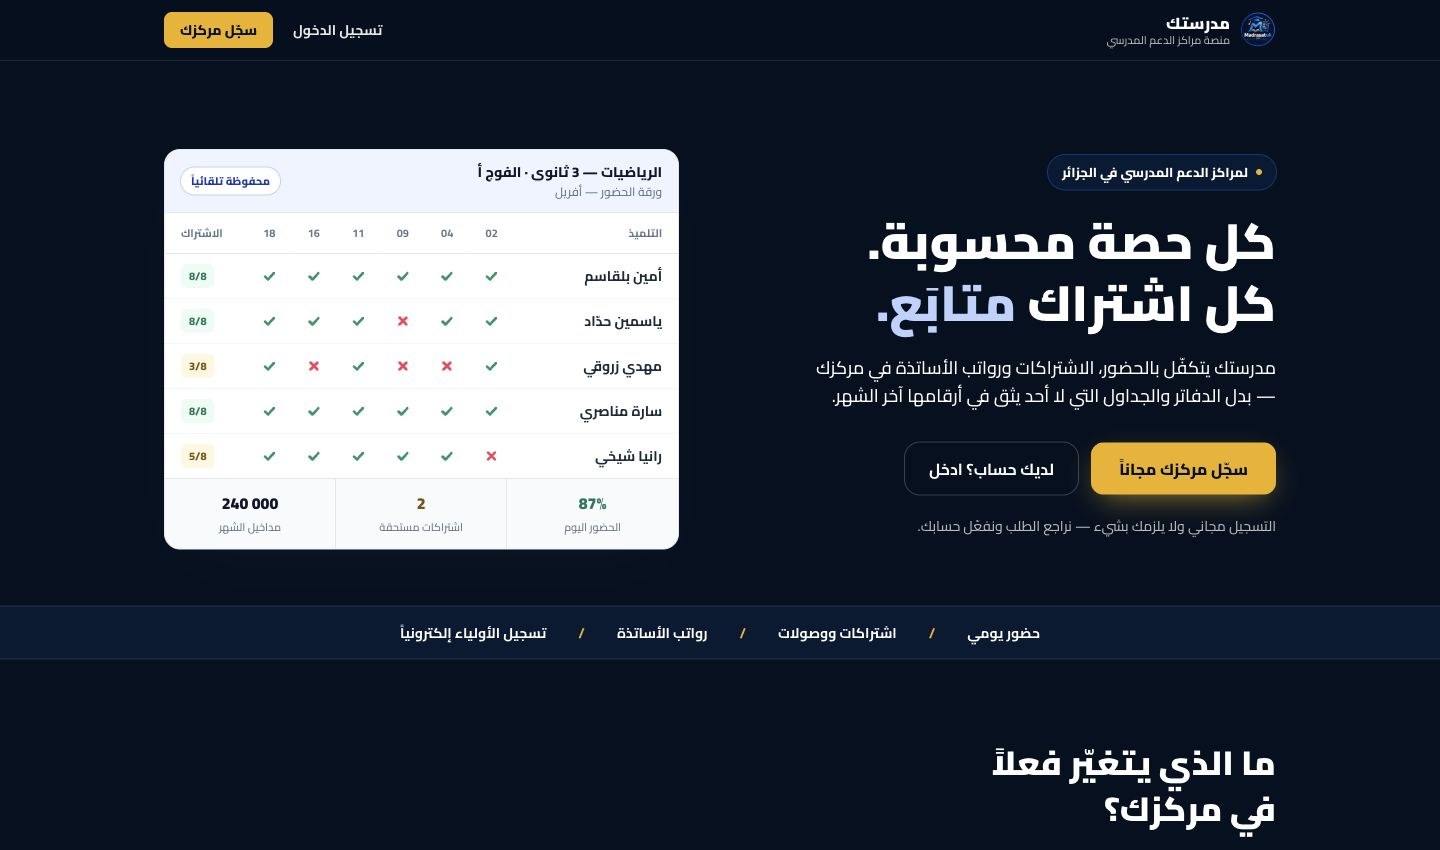 مدرستك
منصة مراكز الدعم المدرسي
Madrasatuk
تسجيل الدخول
سجّل مركزك
لمراكز الدعم المدرسي في الجزائر
كل حصة محسوبة.
كل اشتراك متابَع.
مدرستك يتكفّل بالحضور، الاشتراكات ورواتب الأساتذة في مركزك
— بدل الدفاتر والجداول التي لا أحد يثق في أرقامها آخر الشهر.
سجّل مركزك مجاناً
لديك حساب؟ ادخل
التسجيل مجاني ولا يلزمك بشيء — نراجع الطلب ونفعّل حسابك.
الرياضيات — 3 ثانوي · الفوج أ
ورقة الحضور — أفريل
محفوظة تلقائياً
التلميذ 02 04 09 11 16 18 الاشتراك
أمين بلقاسم ✓ ✓ ✓ ✓ ✓ ✓ 8/8
ياسمين حدّاد ✓ ✓ ✗ ✓ ✓ ✓ 8/8
مهدي زروقي ✓ ✗ ✗ ✓ ✗ ✓ 3/8
سارة مناصري ✓ ✓ ✓ ✓ ✓ ✓ 8/8
رانيا شيخي ✗ ✓ ✓ ✓ ✓ ✓ 5/8
87% 2 240 000
الحضور اليوم اشتراكات مستحقة مداخيل الشهر
حضور يومي / اشتراكات ووصولات / رواتب الأساتذة / تسجيل الأولياء إلكترونياً
ما الذي يتغيّر فعلاً
في مركزك؟